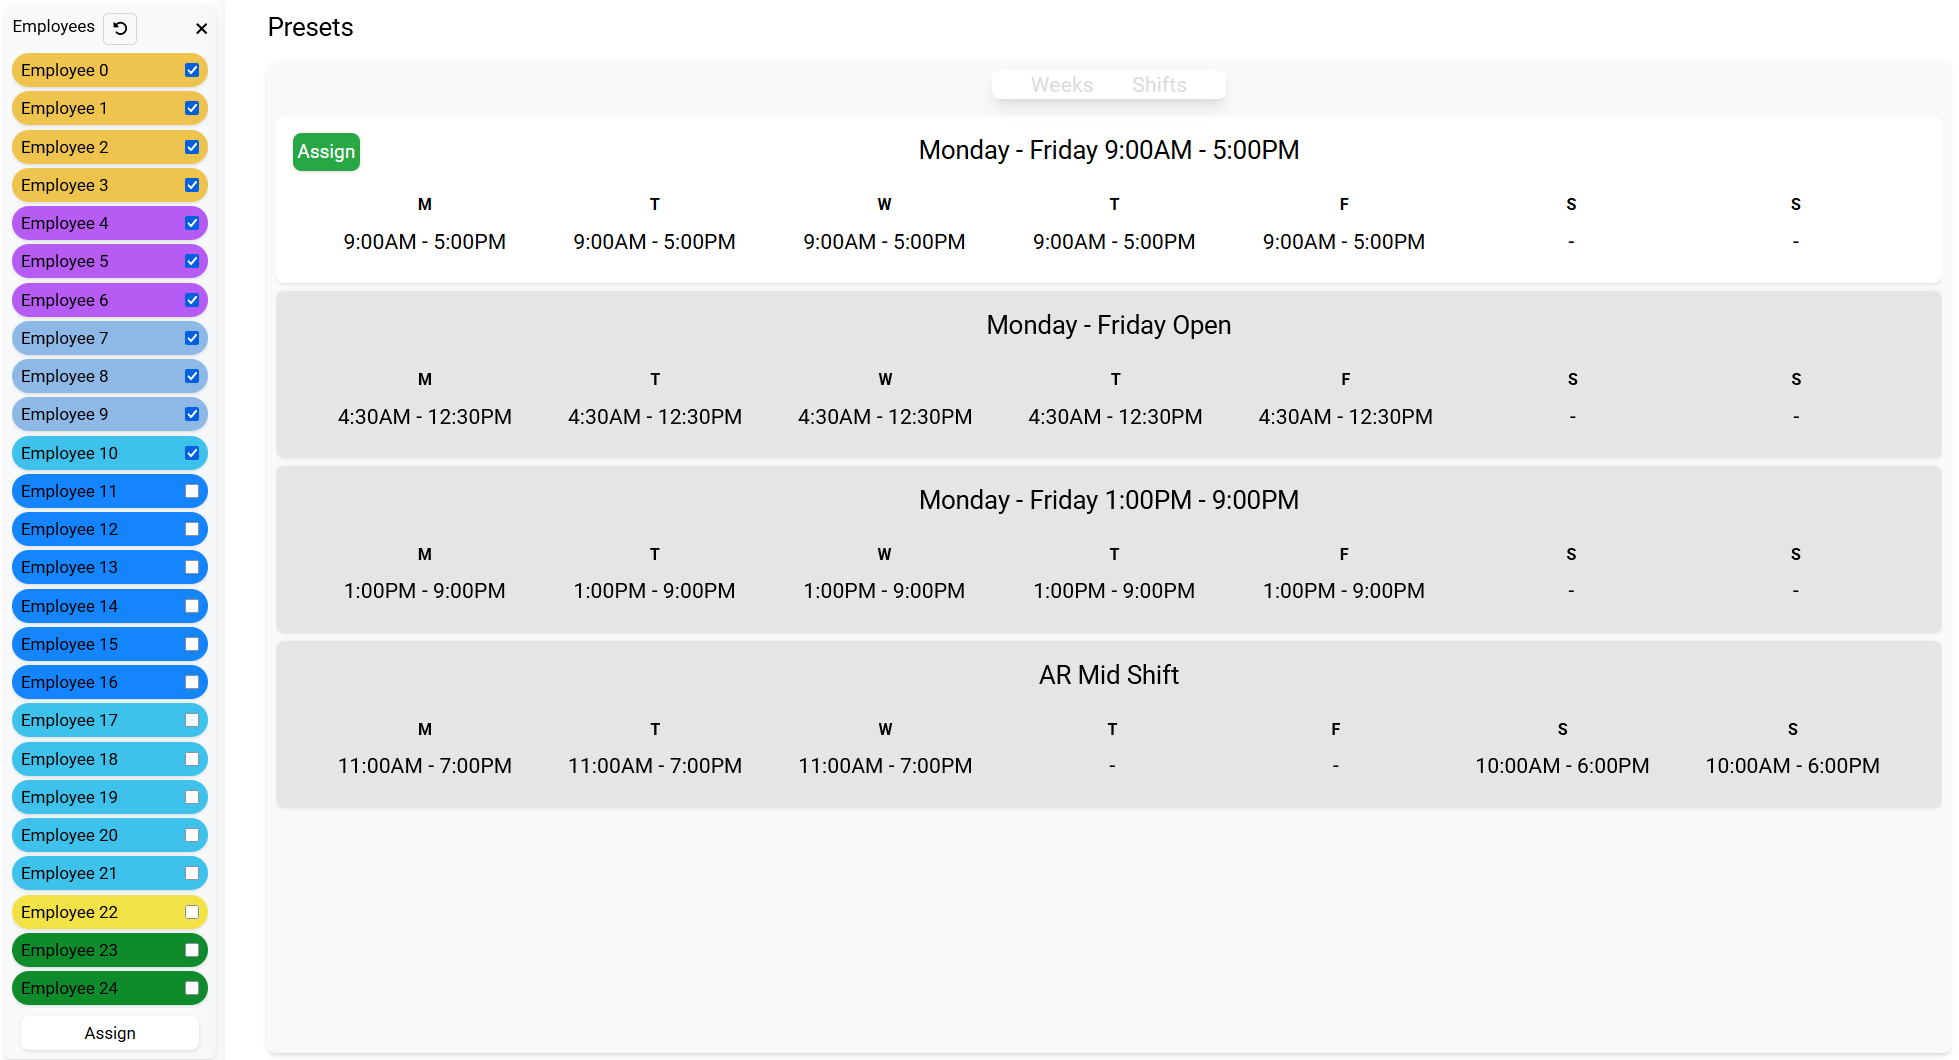 Employees
Employee 0
Employee 1
Employee 2
Employee 3
Employee 4
Employee 5
Employee 6
Employee 7
Employee 8
Employee 9
Employee 10
Employee 11
Employee 12
Employee 13
Employee 14
Employee 15
Employee 16
Employee 17
Employee 18
Employee 19
Employee 20
Employee 21
Employee 22
Employee 23
Employee 24
Assign
Presets
Weeks Shifts
Assign Monday - Friday 9:00AM - 5:00PM
M T W T F S S
9:00AM - 5:00PM 9:00AM - 5:00PM 9:00AM - 5:00PM 9:00AM - 5:00PM 9:00AM - 5:00PM - -
Monday - Friday Open
M T W T F S S
4:30AM - 12:30PM 4:30AM - 12:30PM 4:30AM - 12:30PM 4:30AM - 12:30PM 4:30AM - 12:30PM - -
Monday - Friday 1:00PM - 9:00PM
M T W T F S S
1:00PM - 9:00PM 1:00PM - 9:00PM 1:00PM - 9:00PM 1:00PM - 9:00PM 1:00PM - 9:00PM - -
AR Mid Shift
M T W T F S S
11:00AM - 7:00PM 11:00AM - 7:00PM 11:00AM - 7:00PM - - 10:00AM - 6:00PM 10:00AM - 6:00PM